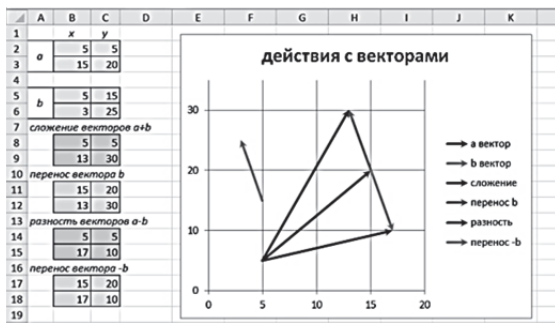 A B C D E F G H I J K
1 x y
2 a 5 5
3 15 20
4
5 b 5 15
6 3 25
7 сложение векторов a+b
8 5 5
9 13 30
10 перенос вектора b
11 15 20
12 13 30
13 разность векторов a-b
14 5 5
15 17 10
16 перенос вектора -b
17 15 20
18 17 10
19
действия с векторами
30
20
10
0
0 5 10 15 20
а вектор
b вектор
сложение
перенос b
разность
перенос -b